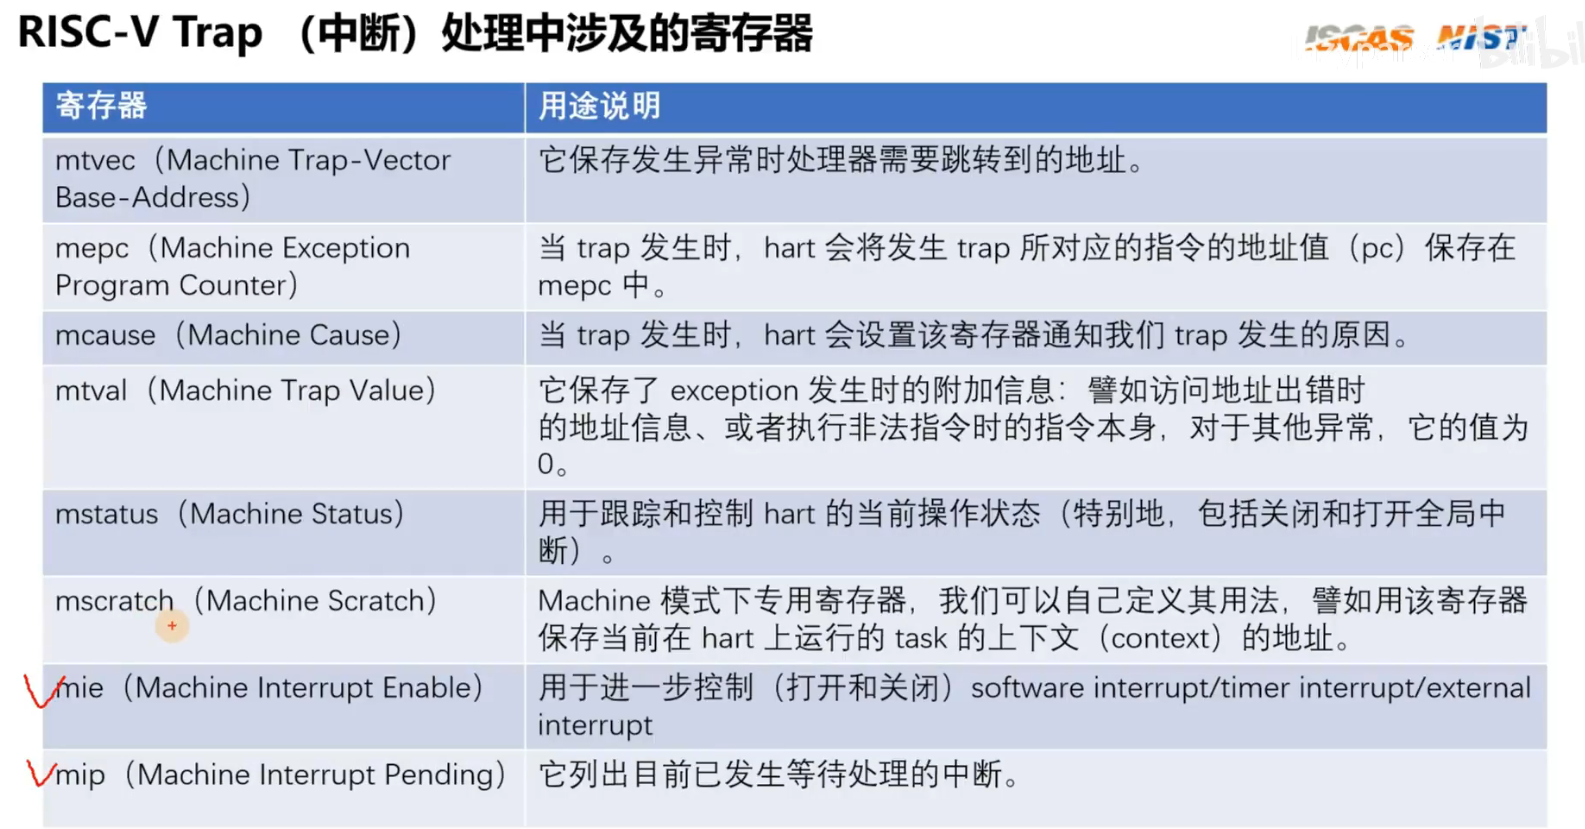 RISC-V Trap （中断）处理中涉及的寄存器
ISCAS NIST
bilibili
寄存器
用途说明
mtvec（Machine Trap-Vector
Base-Address）
它保存发生异常时处理器需要跳转到的地址。
mepc（Machine Exception
Program Counter）
当 trap 发生时，hart 会将发生 trap 所对应的指令的地址值（pc）保存在
mepc 中。
mcause（Machine Cause）
当 trap 发生时，hart 会设置该寄存器通知我们 trap 发生的原因。
mtval（Machine Trap Value）
它保存了 exception 发生时的附加信息：譬如访问地址出错时
的地址信息、或者执行非法指令时的指令本身，对于其他异常，它的值为
0。
mstatus（Machine Status）
用于跟踪和控制 hart 的当前操作状态（特别地，包括关闭和打开全局中
断）。
mscratch（Machine Scratch）
Machine 模式下专用寄存器，我们可以自己定义其用法，譬如用该寄存器
保存当前在 hart 上运行的 task 的上下文（context）的地址。
mie（Machine Interrupt Enable）
用于进一步控制（打开和关闭）software interrupt/timer interrupt/external
interrupt
mip（Machine Interrupt Pending）
它列出目前已发生等待处理的中断。